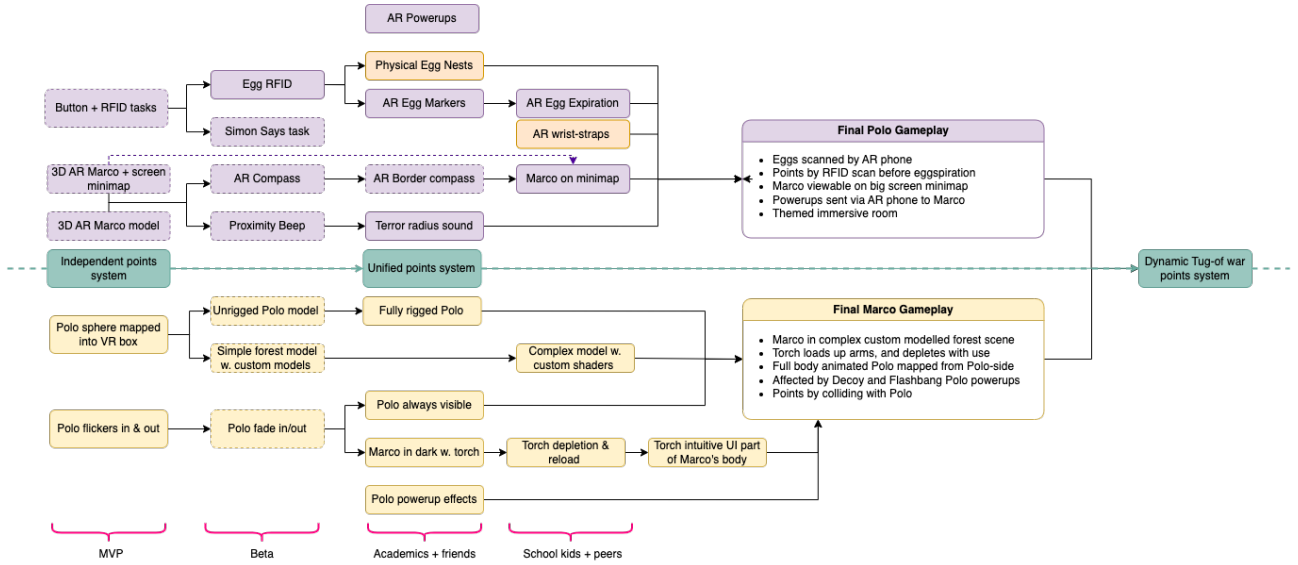 AR Powerups
Physical Egg Nests
Egg RFID
Button + RFID tasks
AR Egg Markers
AR Egg Expiration
Simon Says task
AR wrist-straps
3D AR Marco + screen
minimap
AR Compass
AR Border compass
Marco on minimap
3D AR Marco model
Proximity Beep
Terror radius sound
Final Polo Gameplay
Eggs scanned by AR phone
Points by RFID scan before eggspiration
Marco viewable on big screen minimap
Powerups sent via AR phone to Marco
Themed immersive room
Independent points
system
Unified points system
Dynamic Tug-of war
points system
Polo sphere mapped
into VR box
Unrigged Polo model
Fully rigged Polo
Simple forest model
w. custom models
Complex model w.
custom shaders
Polo flickers in & out
Polo fade in/out
Polo always visible
Marco in dark w. torch
Torch depletion &
reload
Torch intuitive UI part
of Marco's body
Polo powerup effects
Final Marco Gameplay
Marco in complex custom modelled forest scene
Torch loads up arms, and depletes with use
Full body animated Polo mapped from Polo-side
Affected by Decoy and Flashbang Polo powerups
Points by colliding with Polo
MVP
Beta
Academics + friends
School kids + peers